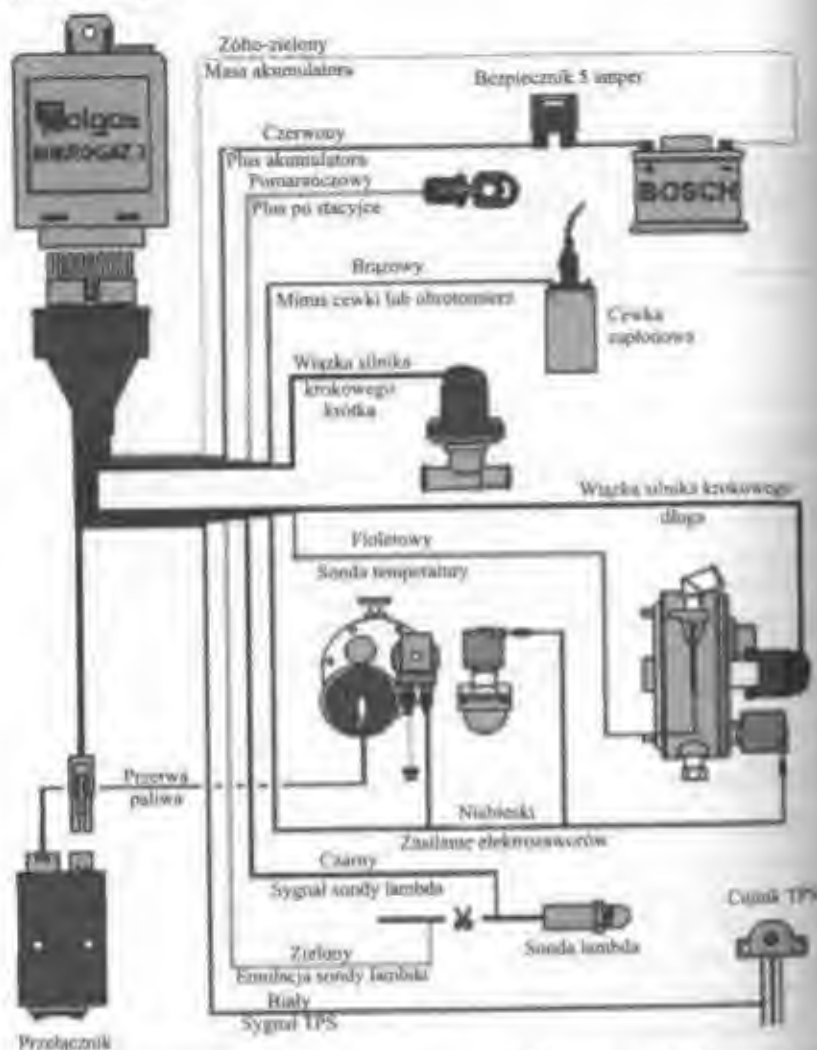 Żółto-zielony
Masa akumulatora
Bezpiecznik 5 amper
Czerwony
Plus akumulatora
Pomarańczowy
Plus po stacyjce
BOSCH
Brązowy
Minus cewki lub obrotomierz
Cewka
zapłonowa
Wiązka silnika
krokowego
krótka
Wiązka silnika krokowego
długa
Fioletowy
Sonda temperatury
Przerwa
paliwa
Niebieski
Zasilanie elektrozaworów
Czarny
Sygnał sondy lambda
Sonda lambda
Czujnik TPS
Zielony
Emulacja sondy lambda
Biały
Sygnał TPS
Przełącznik